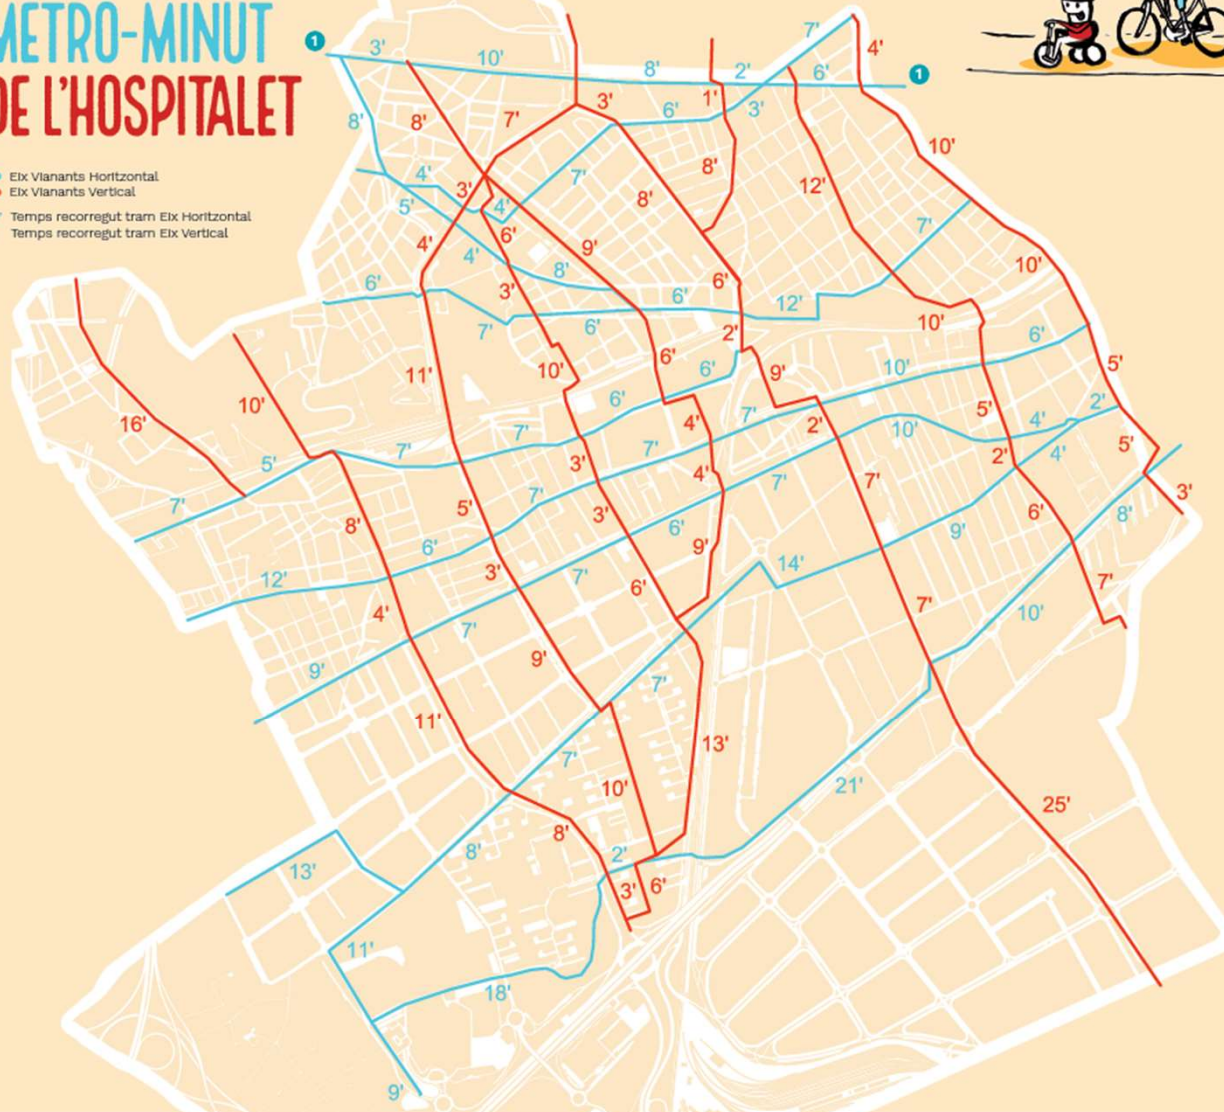 METRO-MINUT
DE L'HOSPITALET
Eix Vianants Horitzontal
Eix Vianants Vertical
Temps recorregut tram Eix Horitzontal
Temps recorregut tram Eix Vertical
7'
1 3' 10' 8' 2' 6' 1 4'
8' 8' 7' 3' 6' 1' 3'
10'
4' 3' 7' 8' 8' 12'
5' 4' 4' 6' 9' 7'
4' 8' 10'
6' 3' 6' 6' 12'
7' 6' 2' 10' 6'
11' 10' 6' 6' 9' 10' 5'
16' 10' 6' 4' 7' 2' 5' 4' 2'
7' 7' 7' 10' 5'
5' 3' 4' 7' 7' 2' 4'
7' 5' 7' 3' 3'
8' 6' 6' 9' 6' 8'
12' 3' 7' 9' 14'
4' 6' 7' 7'
7' 10'
9' 9' 7'
11' 13'
7' 10' 21' 25'
8' 8' 2'
13' 3' 6'
11'
18'
9'